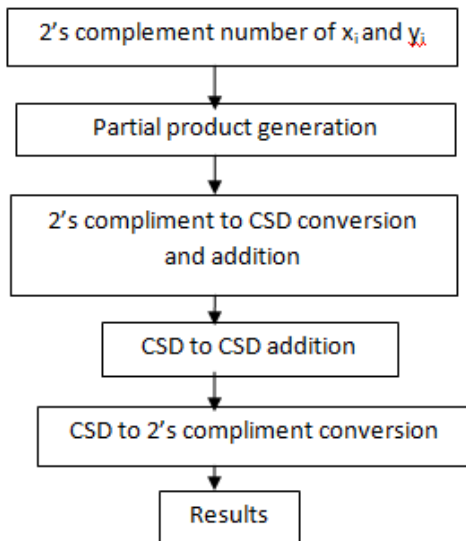 2's complement number of xᵢ and yᵢ
Partial product generation
2's compliment to CSD conversion
and addition
CSD to CSD addition
CSD to 2's compliment conversion
Results